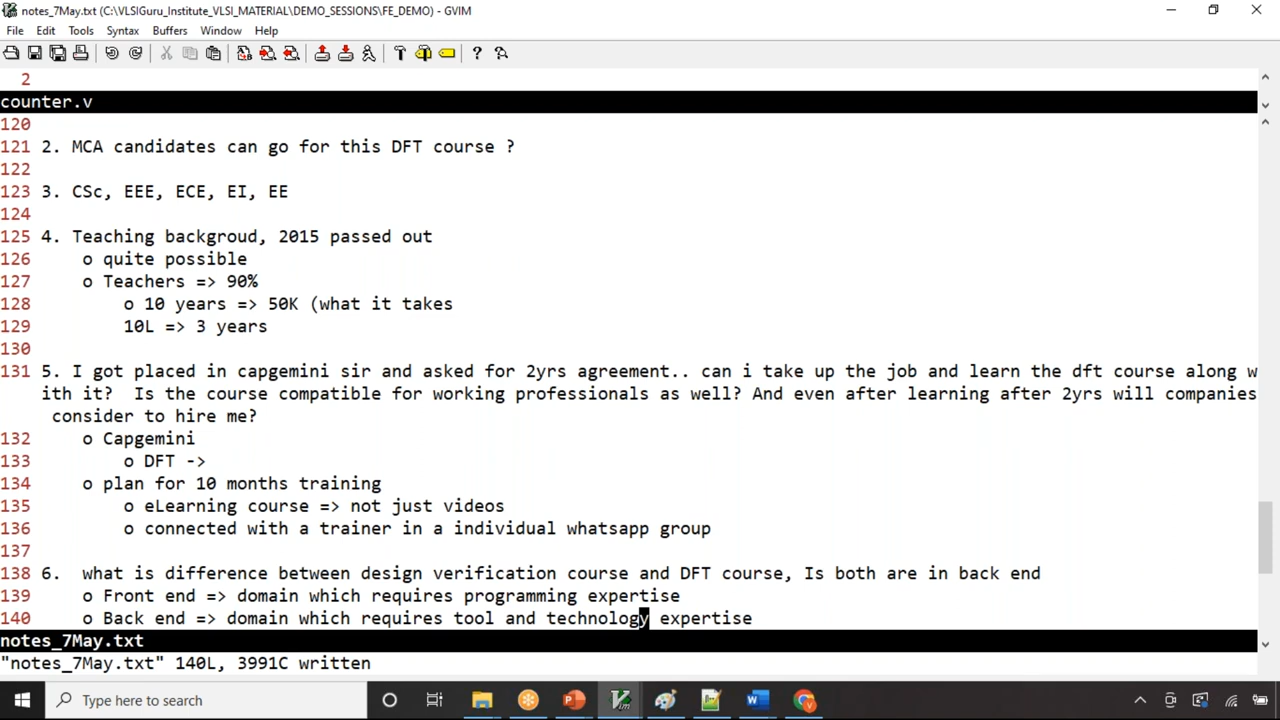 notes_7May.txt (C:\VLSIGuru_Institute_VLSI_MATERIAL\DEMO_SESSIONS\FE_DEMO) - GVIM
File Edit Tools Syntax Buffers Window Help
2
counter.v
120
121 2. MCA candidates can go for this DFT course ?
122
123 3. CSc, EEE, ECE, EI, EE
124
125 4. Teaching backgroud, 2015 passed out
126 o quite possible
127 o Teachers => 90%
128 o 10 years => 50K (what it takes
129 10L => 3 years
130
131 5. I got placed in capgemini sir and asked for 2yrs agreement.. can i take up the job and learn the dft course along w
ith it?  Is the course compatible for working professionals as well? And even after learning after 2yrs will companies
consider to hire me?
132 o Capgemini
133 o DFT ->
134 o plan for 10 months training
135 o eLearning course => not just videos
136 o connected with a trainer in a individual whatsapp group
137
138 6.  what is difference between design verification course and DFT course, Is both are in back end
139 o Front end => domain which requires programming expertise
140 o Back end => domain which requires tool and technology expertise
notes_7May.txt
"notes_7May.txt" 140L, 3991C written
Type here to search